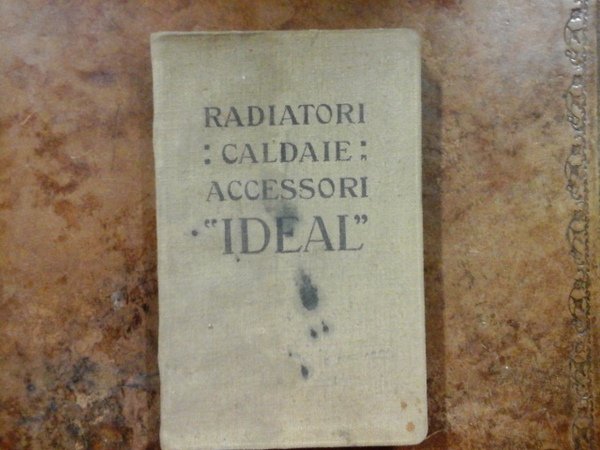 RADIATORI
: CALDAIE :
ACCESSORI
"IDEAL"